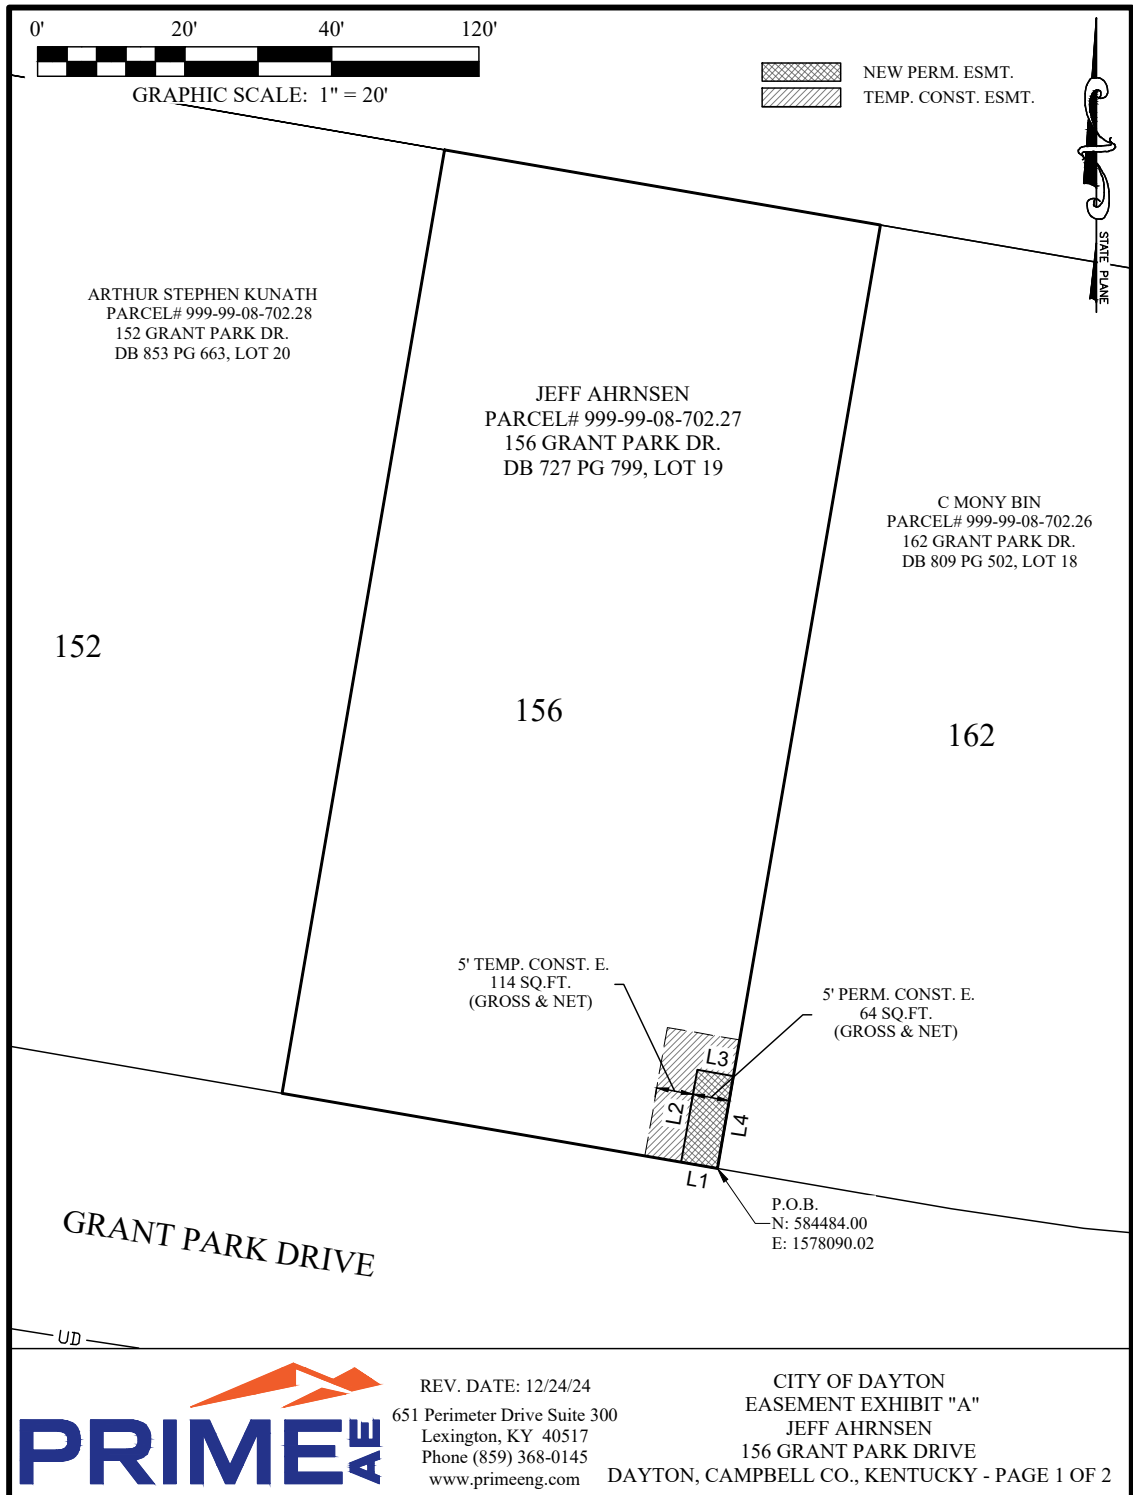 0' 20' 40' 120'
GRAPHIC SCALE: 1" = 20'
NEW PERM. ESMT.
TEMP. CONST. ESMT.
STATE PLANE
ARTHUR STEPHEN KUNATH
PARCEL# 999-99-08-702.28
152 GRANT PARK DR.
DB 853 PG 663, LOT 20
JEFF AHRNSEN
PARCEL# 999-99-08-702.27
156 GRANT PARK DR.
DB 727 PG 799, LOT 19
C MONY BIN
PARCEL# 999-99-08-702.26
162 GRANT PARK DR.
DB 809 PG 502, LOT 18
152
156
162
5' TEMP. CONST. E.
114 SQ.FT.
(GROSS & NET)
5' PERM. CONST. E.
64 SQ.FT.
(GROSS & NET)
L3
L2
L4
L1
P.O.B.
N: 584484.00
E: 1578090.02
GRANT PARK DRIVE
UD
PRIME AE
REV. DATE: 12/24/24
651 Perimeter Drive Suite 300
Lexington, KY 40517
Phone (859) 368-0145
www.primeeng.com
CITY OF DAYTON
EASEMENT EXHIBIT "A"
JEFF AHRNSEN
156 GRANT PARK DRIVE
DAYTON, CAMPBELL CO., KENTUCKY - PAGE 1 OF 2